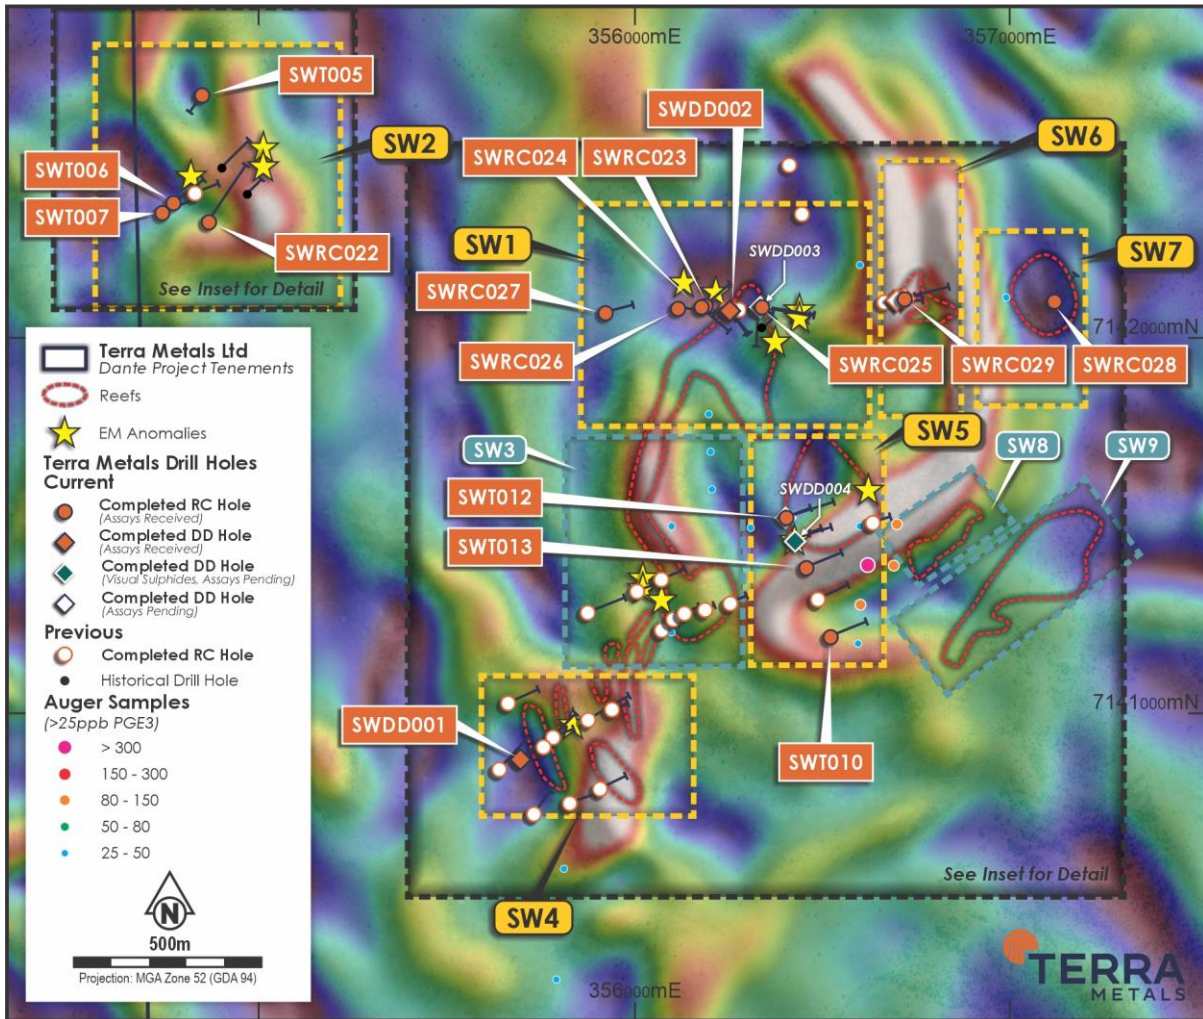 356000mE
357000mE
SWT005
SWDD002
SW6
SWRC024
SWRC023
SW2
SWT006
SWT007
SW1
SWDD003
SW7
SWRC022
See Inset for Detail
SWRC027
7142000mN
SWRC026
SWRC025
SWRC029
SWRC028
Terra Metals Ltd
Dante Project Tenements
Reefs
EM Anomalies
Terra Metals Drill Holes
Current
Completed RC Hole
(Assays Received)
Completed DD Hole
(Assays Received)
Completed DD Hole
(Visual Sulphides, Assays Pending)
Completed DD Hole
(Assays Pending)
Previous
Completed RC Hole
Historical Drill Hole
Auger Samples
(>25ppb PGE3)
> 300
150 - 300
80 - 150
50 - 80
25 - 50
N
500m
Projection: MGA Zone 52 (GDA 94)
SW3
SW5
SW8
SW9
SWT012
SWDD004
SWT013
7141000mN
SWDD001
SWT010
See Inset for Detail
SW4
356000mE
TERRA
METALS